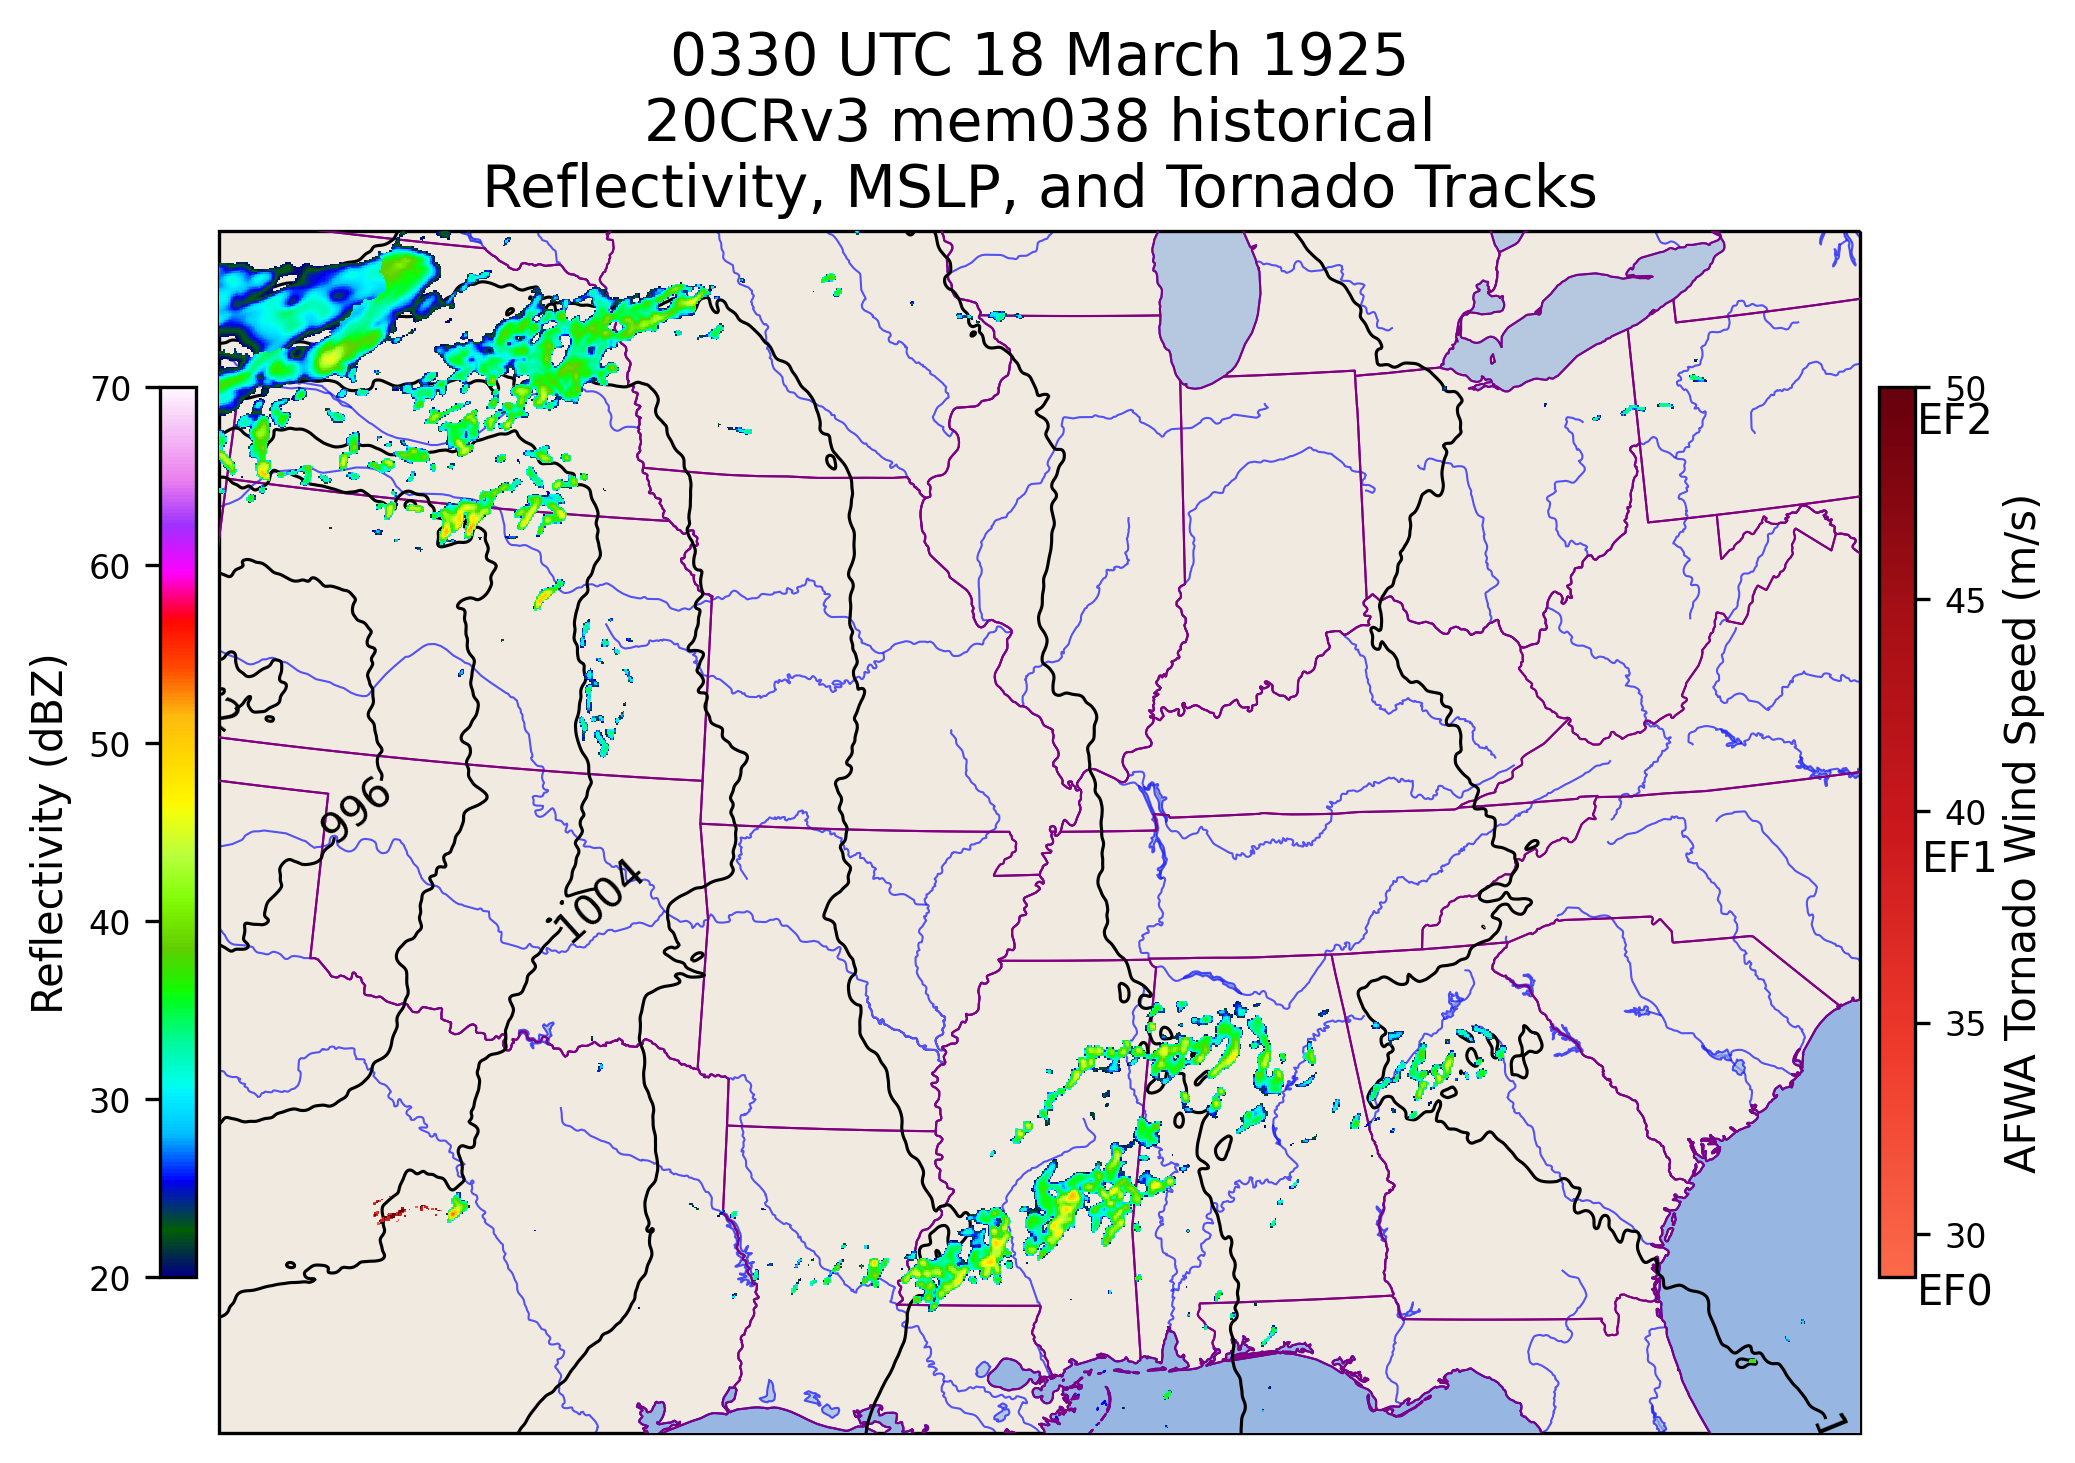 0330 UTC 18 March 1925
20CRv3 mem038 historical
Reflectivity, MSLP, and Tornado Tracks
70
60
50
40
30
20
Reflectivity (dBZ)
996
1004
50
EF2
45
40
EF1
35
30
EF0
AFWA Tornado Wind Speed (m/s)